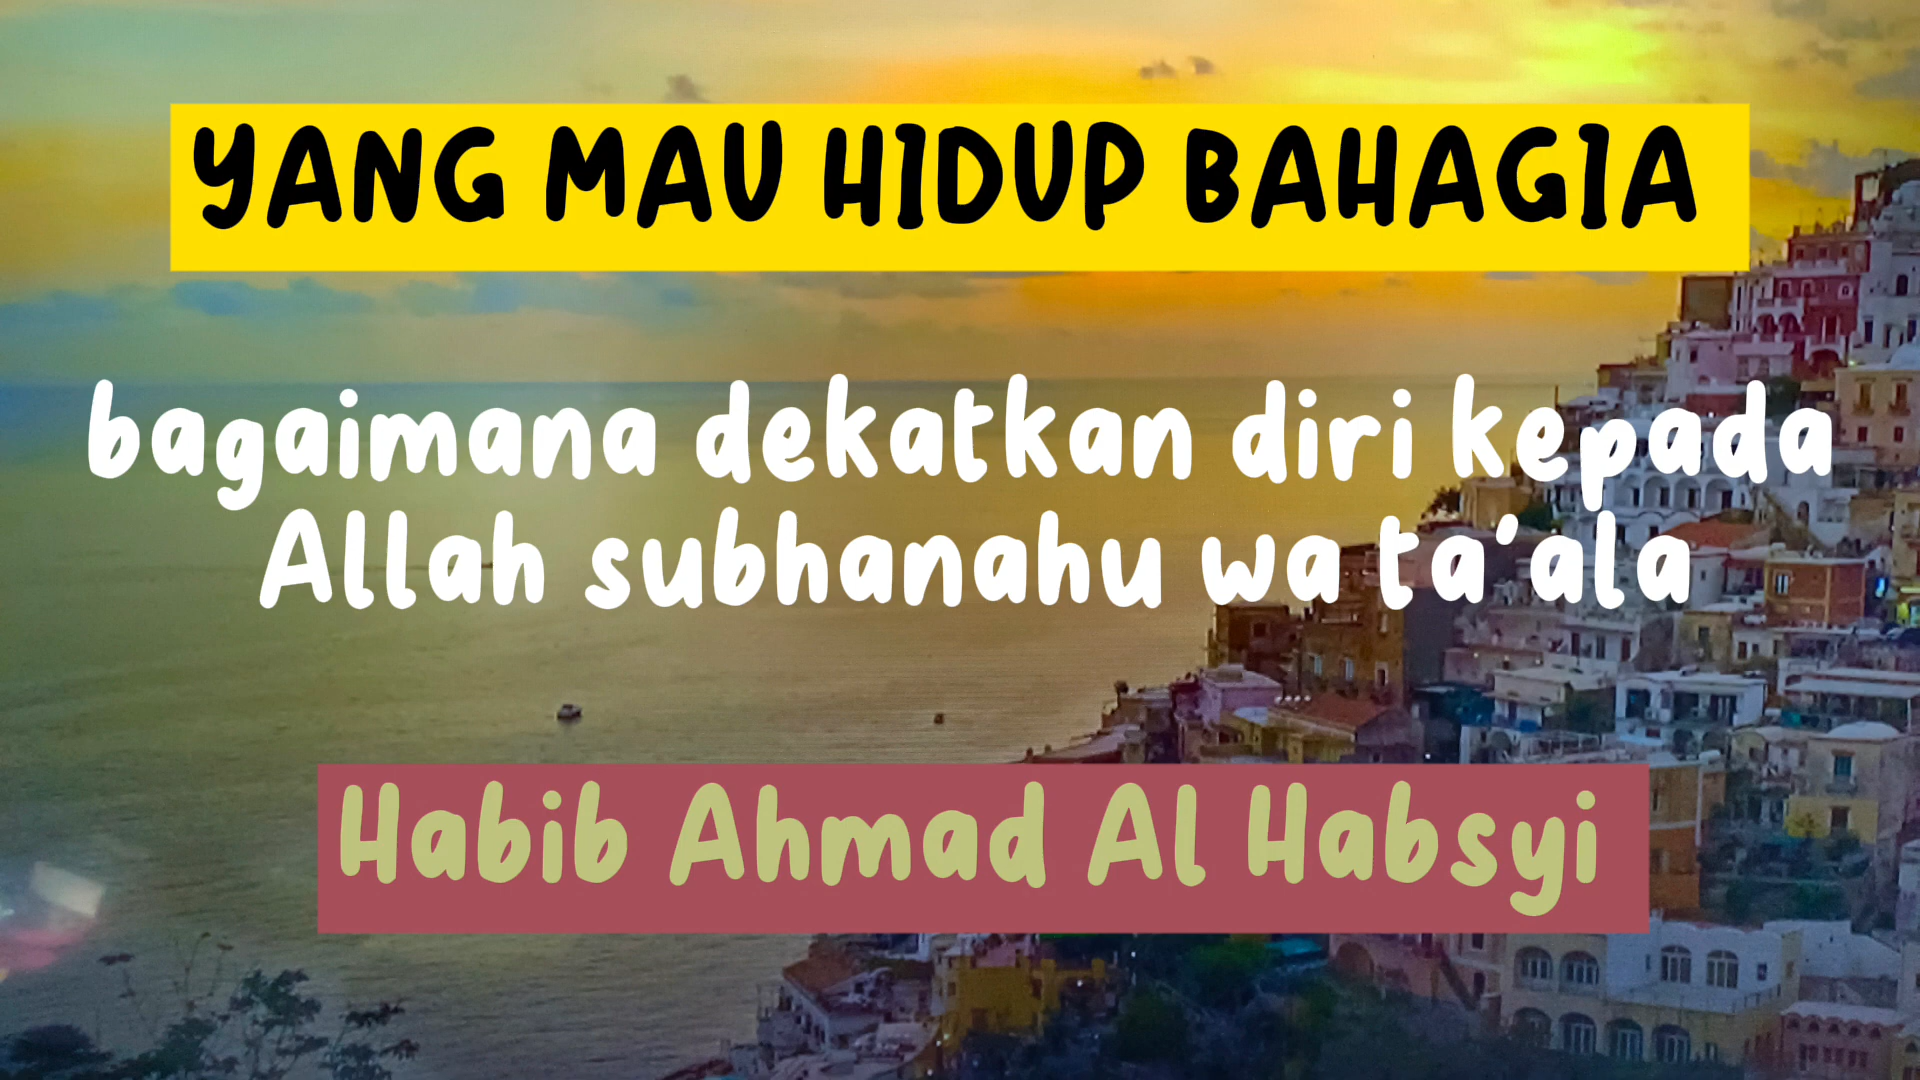 YANG MAU HIDUP BAHAGIA
bagaimana dekatkan diri kepada
Allah subhanahu wa ta'ala
Habib Ahmad Al Habsyi